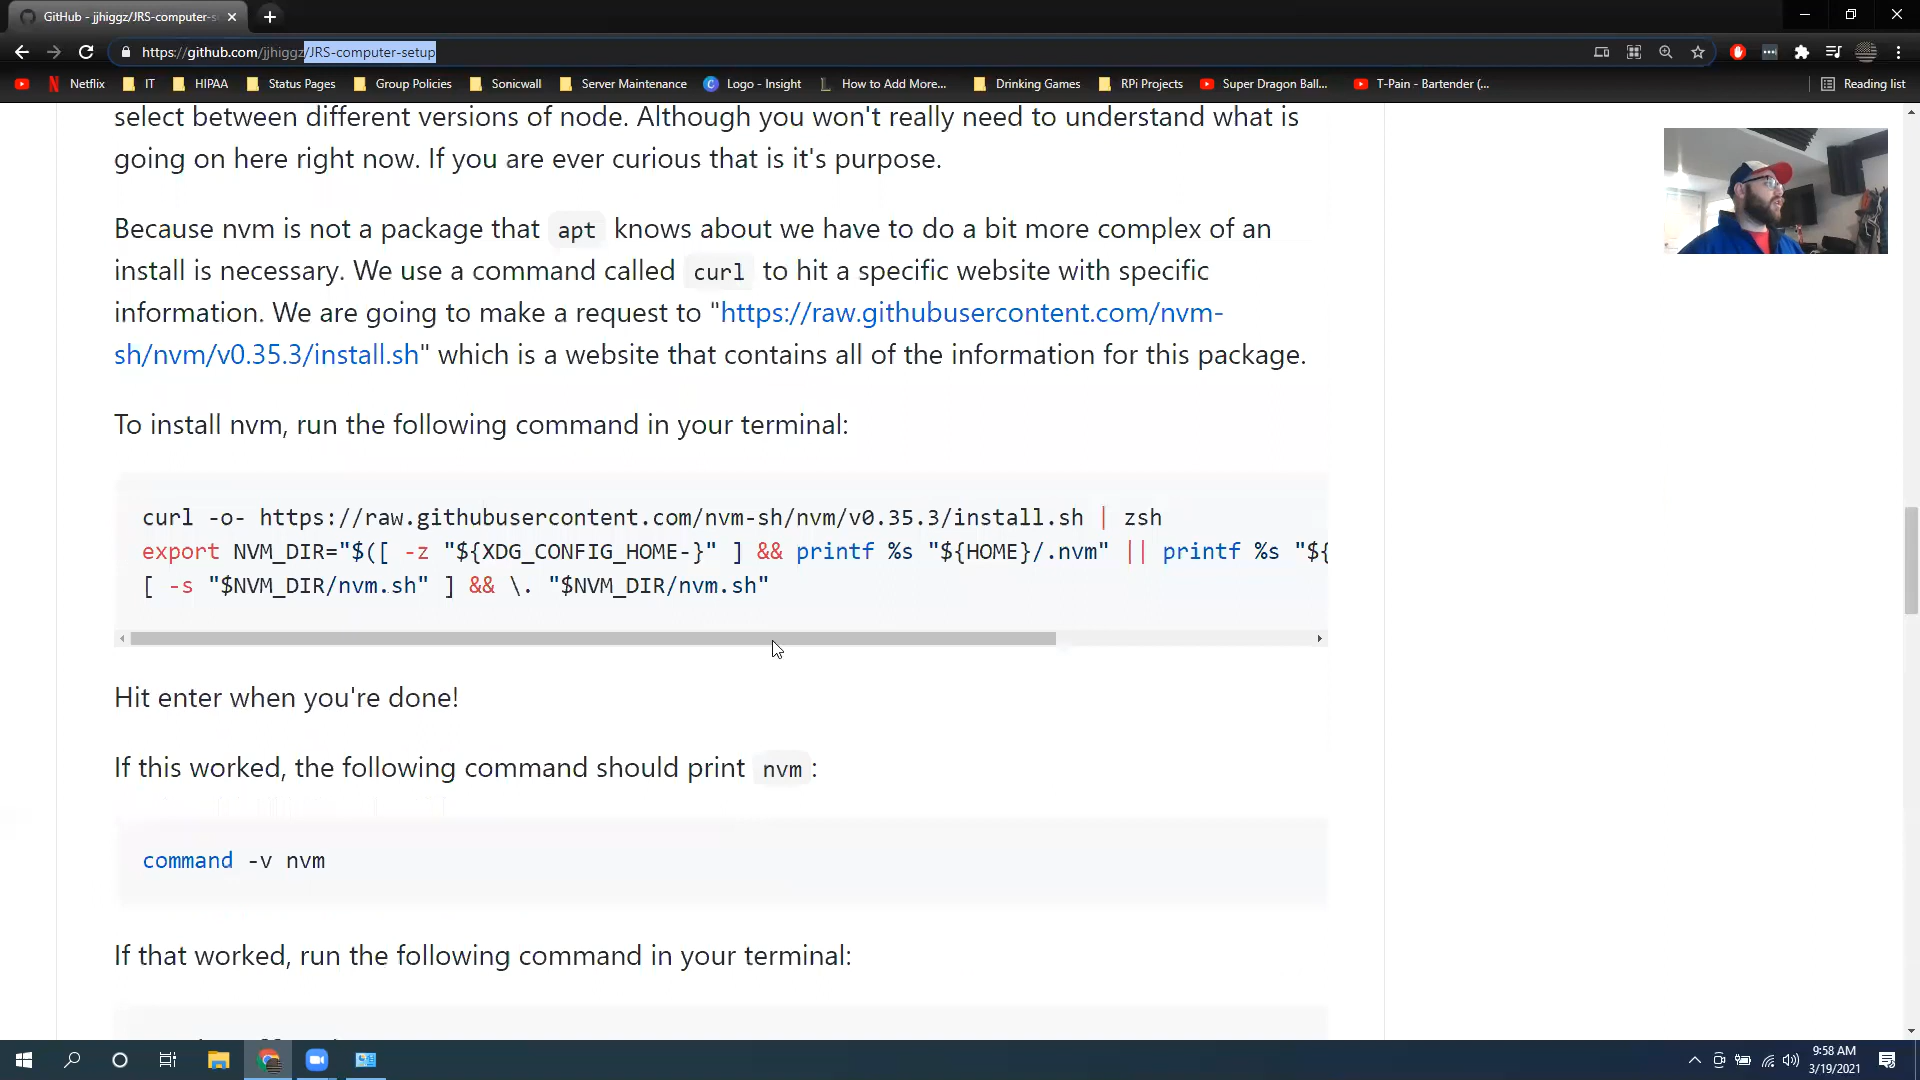 GitHub - jjhiggz/JRS-computer-s
https://github.com/jjhiggz/JRS-computer-setup
Netflix IT HIPAA Status Pages Group Policies Sonicwall Server Maintenance Logo - Insight How to Add More... Drinking Games RPi Projects Super Dragon Ball... T-Pain - Bartender (... Reading list
select between different versions of node. Although you won't really need to understand what is
going on here right now. If you are ever curious that is it's purpose.
Because nvm is not a package that apt knows about we have to do a bit more complex of an
install is necessary. We use a command called curl to hit a specific website with specific
information. We are going to make a request to "https://raw.githubusercontent.com/nvm-
sh/nvm/v0.35.3/install.sh" which is a website that contains all of the information for this package.
To install nvm, run the following command in your terminal:
curl -o- https://raw.githubusercontent.com/nvm-sh/nvm/v0.35.3/install.sh | zsh
export NVM_DIR="$([ -z "${XDG_CONFIG_HOME-}" ] && printf %s "${HOME}/.nvm" || printf %s "${
[ -s "$NVM_DIR/nvm.sh" ] && \. "$NVM_DIR/nvm.sh"
Hit enter when you're done!
If this worked, the following command should print nvm:
command -v nvm
If that worked, run the following command in your terminal:
9:58 AM
3/19/2021